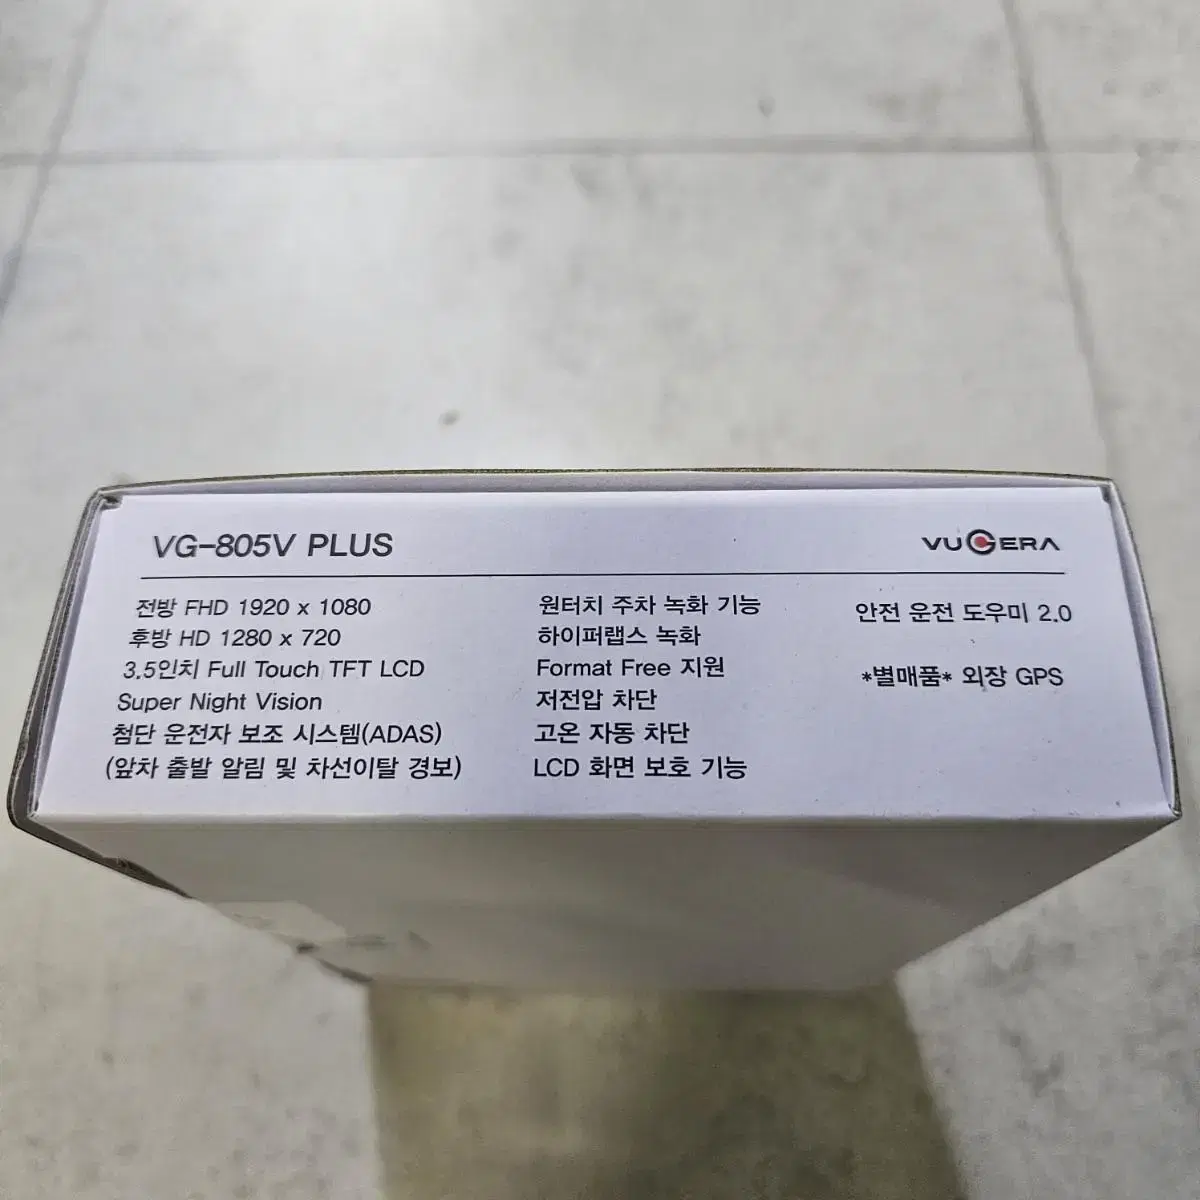 VG-805V PLUS
VUGERA
전방 FHD 1920 x 1080
후방 HD 1280 x 720
3.5인치 Full Touch TFT LCD
Super Night Vision
첨단 운전자 보조 시스템(ADAS)
(앞차 출발 알림 및 차선이탈 경보)
원터치 주차 녹화 기능
하이퍼랩스 녹화
Format Free 지원
저전압 차단
고온 자동 차단
LCD 화면 보호 기능
안전 운전 도우미 2.0
*별매품* 외장 GPS